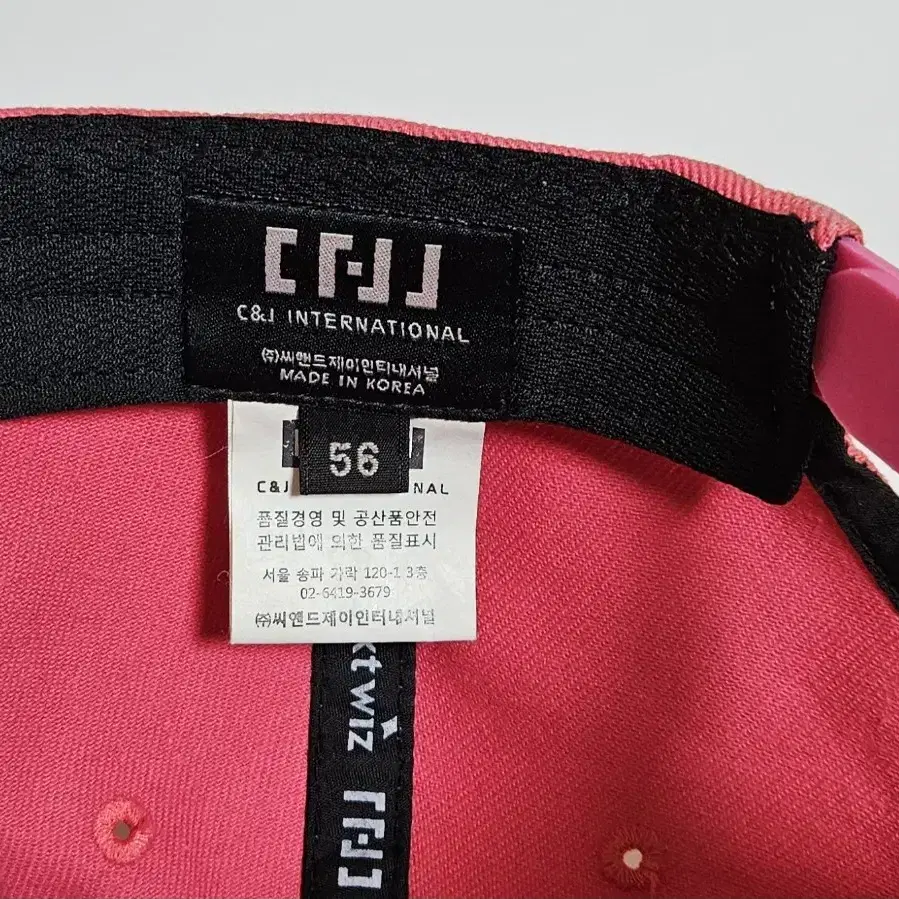 C&J INTERNATIONAL
㈜씨앤드제이인터내셔널
MADE IN KOREA
56
C&J NAL
품질경영 및 공산품안전
관리법에 의한 품질표시
서울 송파 가락 120-1 3층
02-6419-3679
㈜씨앤드제이인터내셔널
ktwiz